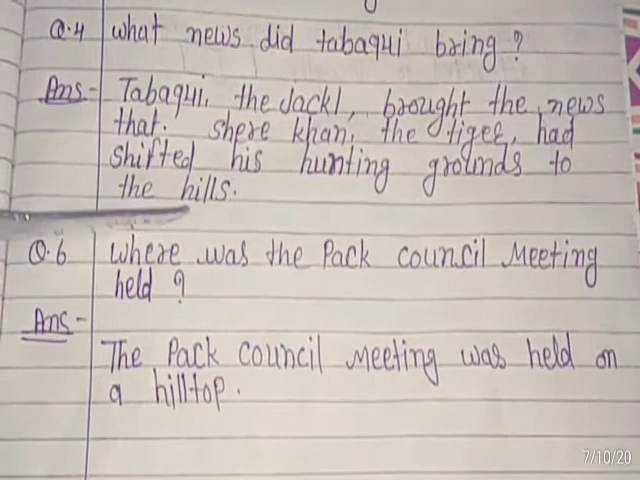 Q.4 what news did tabaqui bring ?
Ans- Tabaqui, the Jackl, brought the news
that. shere khan, the tiger, had
shifted his hunting grounds to
the hills.
Q.6 Where was the Pack council Meeting
held ?
Ans-
The Pack council Meeting was held on
a hilltop.
7/10/20